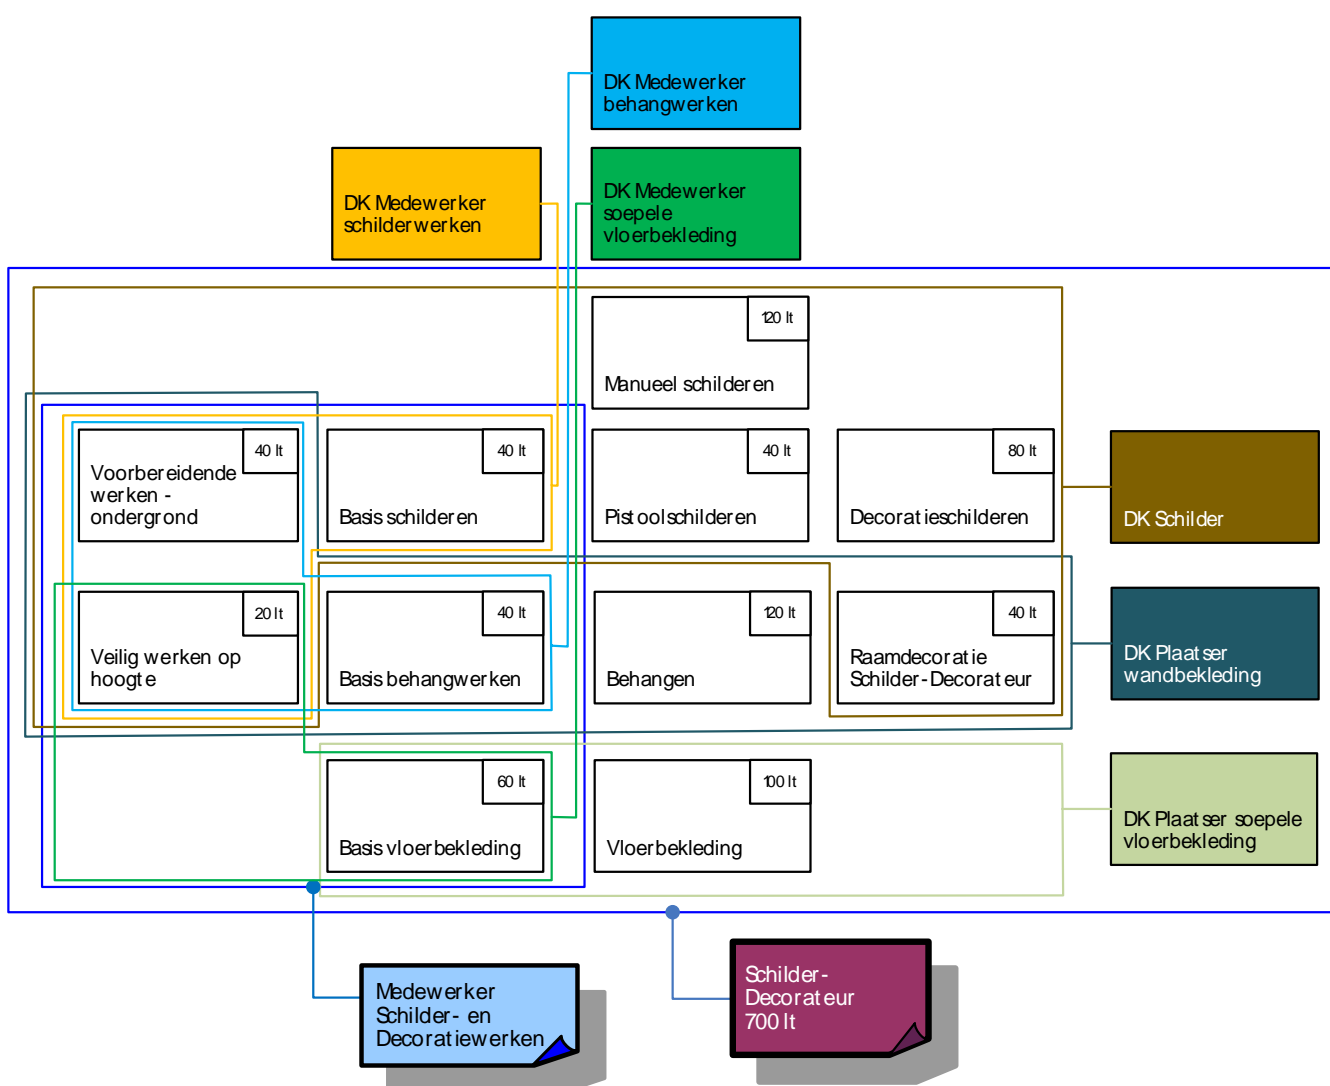 DK Medewerker
behangwerken
DK Medewerker
schilderwerken
DK Medewerker
soepele
vloerbekleding
120 lt
Manueel schilderen
40 lt
Voorbereidende
werken -
ondergrond
40 lt
Basis schilderen
40 lt
Pistoolschilderen
80 lt
Decoratieschilderen
DK Schilder
20 lt
Veilig werken op
hoogte
40 lt
Basis behangwerken
120 lt
Behangen
40 lt
Raamdecoratie
Schilder-Decorateur
DK Plaatser
wandbekleding
60 lt
Basis vloerbekleding
100 lt
Vloerbekleding
DK Plaatser soepele
vloerbekleding
Medewerker
Schilder- en
Decoratiewerken
Schilder-
Decorateur
700 lt